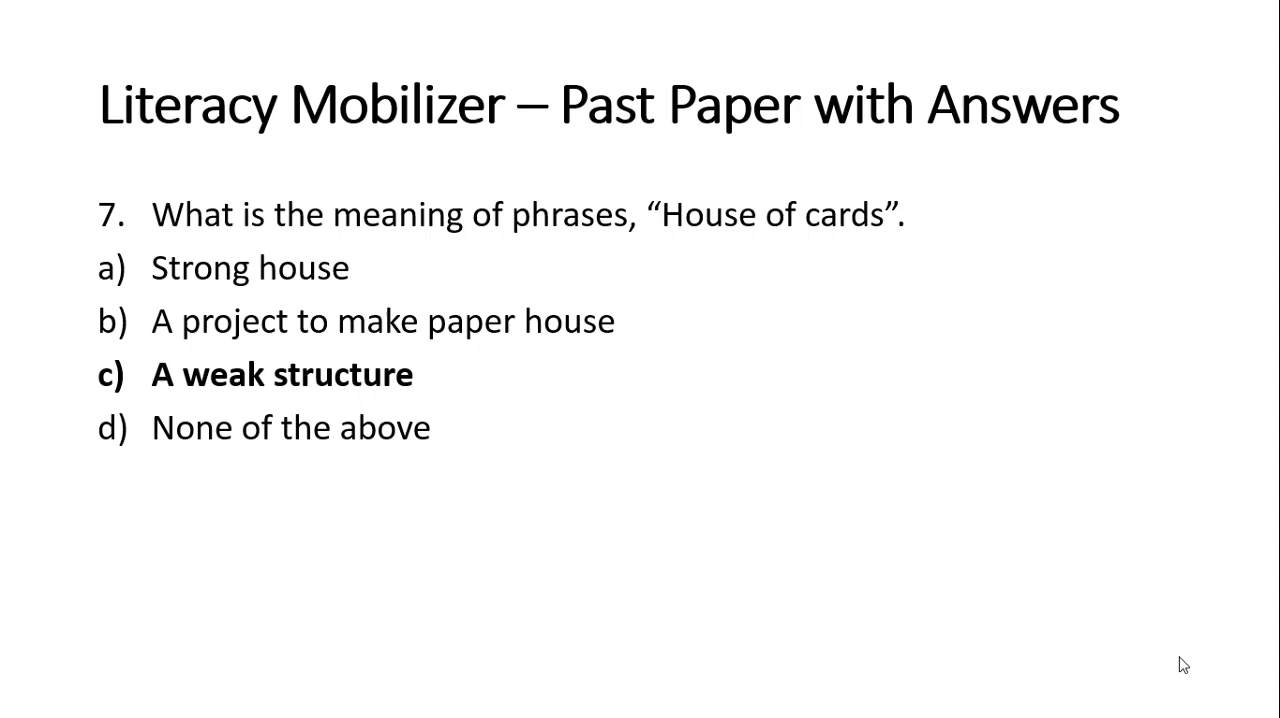 Literacy Mobilizer – Past Paper with Answers
7. What is the meaning of phrases, “House of cards”.
a) Strong house
b) A project to make paper house
c) A weak structure
d) None of the above